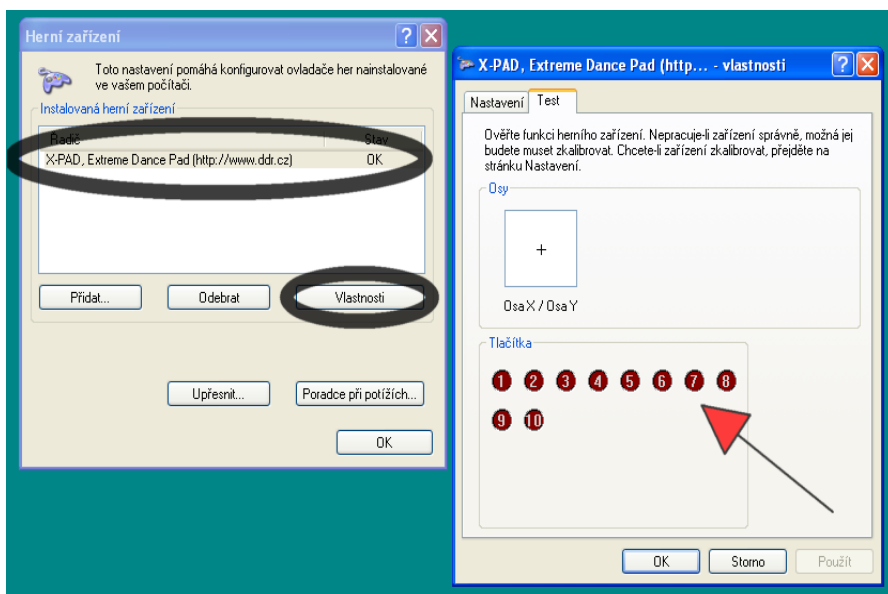 Herní zařízení
Toto nastavení pomáhá konfigurovat ovladače her nainstalované
ve vašem počítači.
Instalovaná herní zařízení
Řadič Stav
X-PAD, Extreme Dance Pad (http://www.ddr.cz) OK
Přidat... Odebrat Vlastnosti
Upřesnit... Poradce při potížích...
OK
X-PAD, Extreme Dance Pad (http... - vlastnosti
Nastavení Test
Ověřte funkci herního zařízení. Nepracuje-li zařízení správně, možná jej
budete muset zkalibrovat. Chcete-li zařízení zkalibrovat, přejděte na
stránku Nastavení.
Osy
Osa X / Osa Y
Tlačítka
1 2 3 4 5 6 7 8
9 10
OK Storno Použít